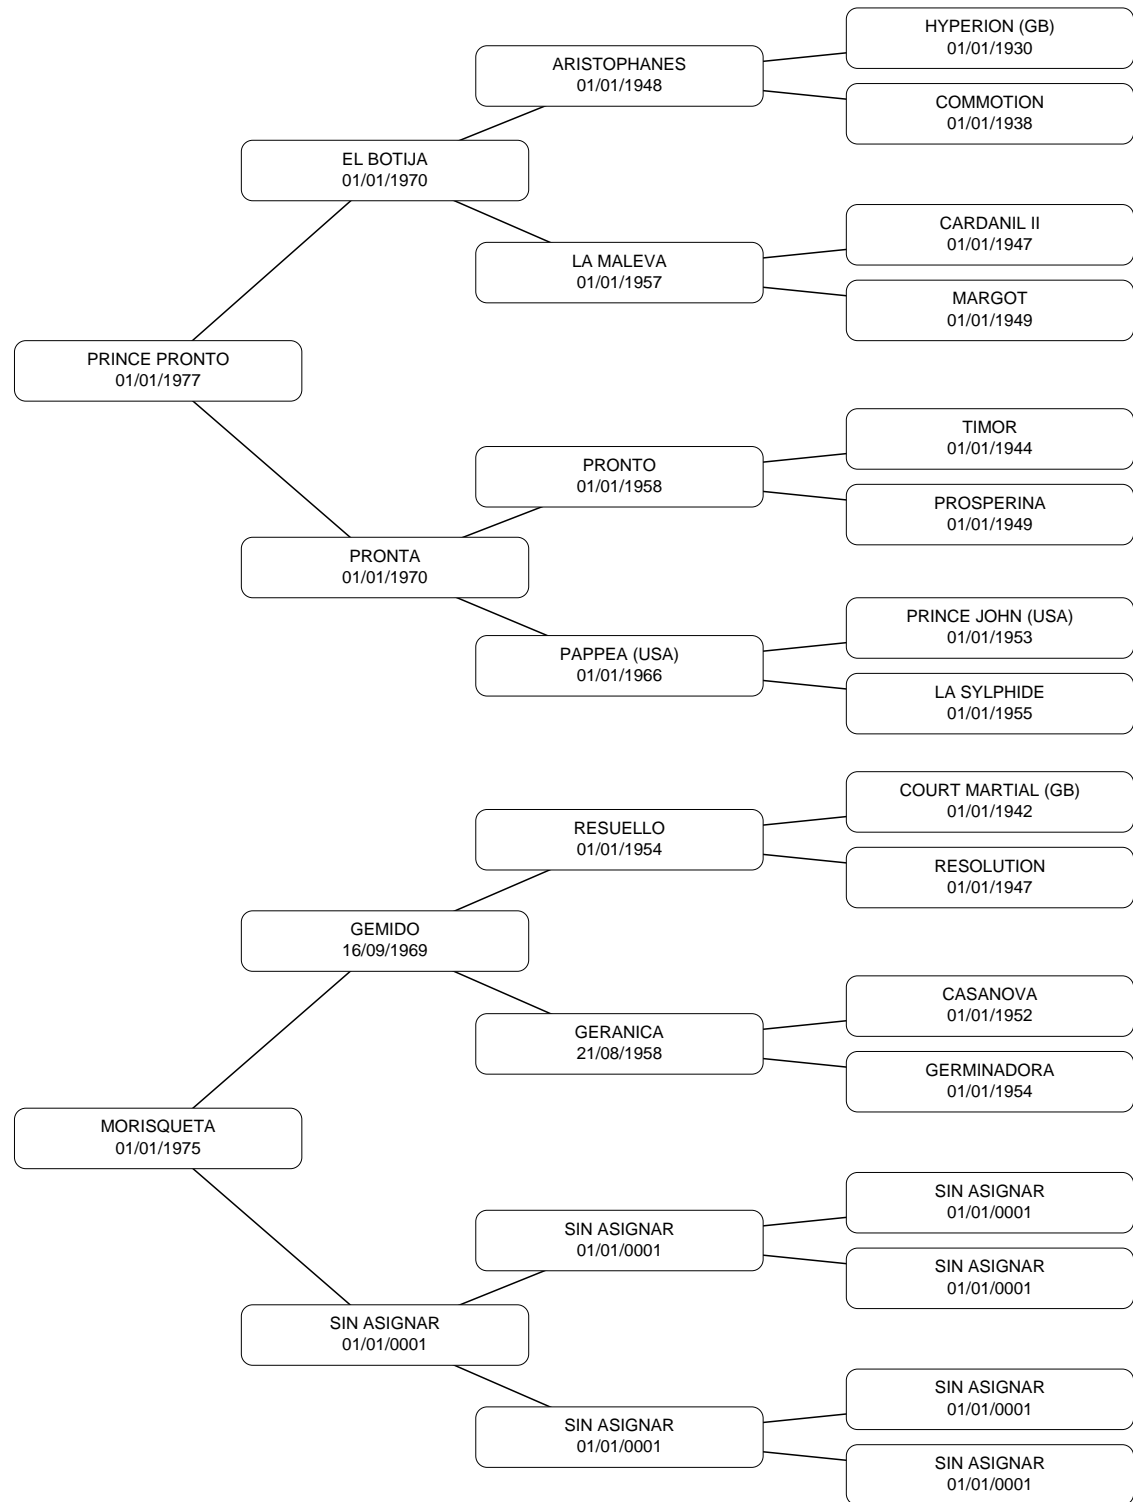 HYPERION (GB)
01/01/1930
ARISTOPHANES
01/01/1948
COMMOTION
01/01/1938
EL BOTIJA
01/01/1970
CARDANIL II
01/01/1947
LA MALEVA
01/01/1957
MARGOT
01/01/1949
PRINCE PRONTO
01/01/1977
TIMOR
01/01/1944
PRONTO
01/01/1958
PROSPERINA
01/01/1949
PRONTA
01/01/1970
PRINCE JOHN (USA)
01/01/1953
PAPPEA (USA)
01/01/1966
LA SYLPHIDE
01/01/1955
COURT MARTIAL (GB)
01/01/1942
RESUELLO
01/01/1954
RESOLUTION
01/01/1947
GEMIDO
16/09/1969
CASANOVA
01/01/1952
GERANICA
21/08/1958
GERMINADORA
01/01/1954
MORISQUETA
01/01/1975
SIN ASIGNAR
01/01/0001
SIN ASIGNAR
01/01/0001
SIN ASIGNAR
01/01/0001
SIN ASIGNAR
01/01/0001
SIN ASIGNAR
01/01/0001
SIN ASIGNAR
01/01/0001
SIN ASIGNAR
01/01/0001